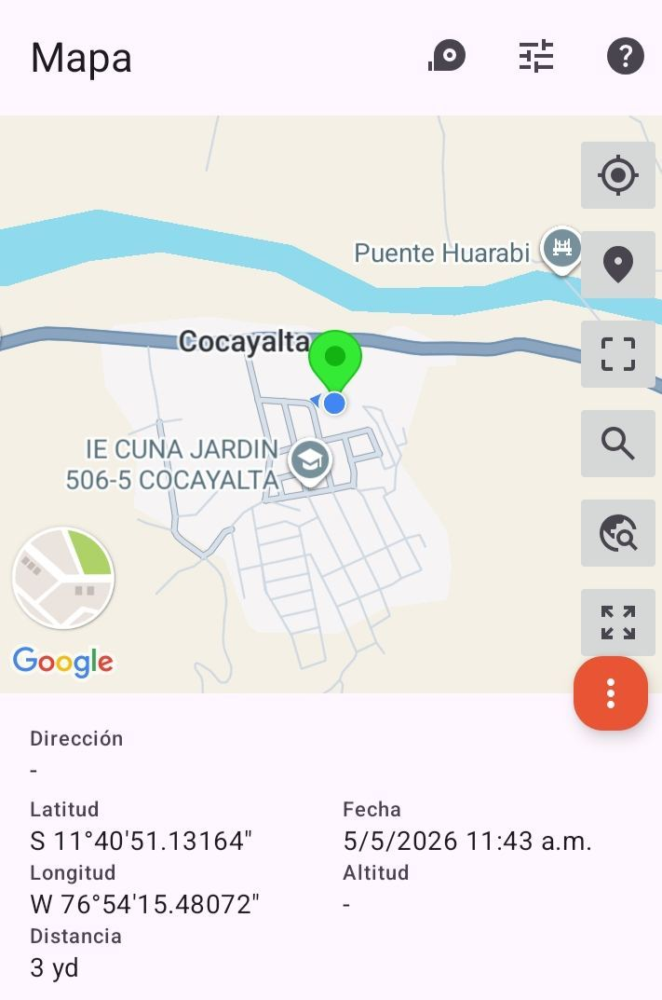 Mapa
Puente Huarabi
Cocayalta
IE CUNA JARDIN
506-5 COCAYALTA
Google
Dirección
-
Latitud
S 11°40'51.13164"
Longitud
W 76°54'15.48072"
Distancia
3 yd
Fecha
5/5/2026 11:43 a.m.
Altitud
-